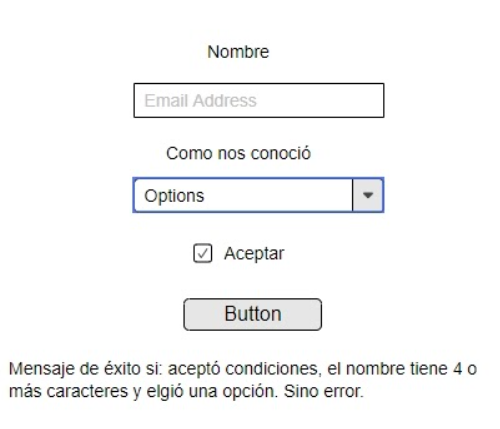 Nombre
Email Address
Como nos conoció
Options
Aceptar
Button
Mensaje de éxito si: aceptó condiciones, el nombre tiene 4 o
más caracteres y elgió una opción. Sino error.